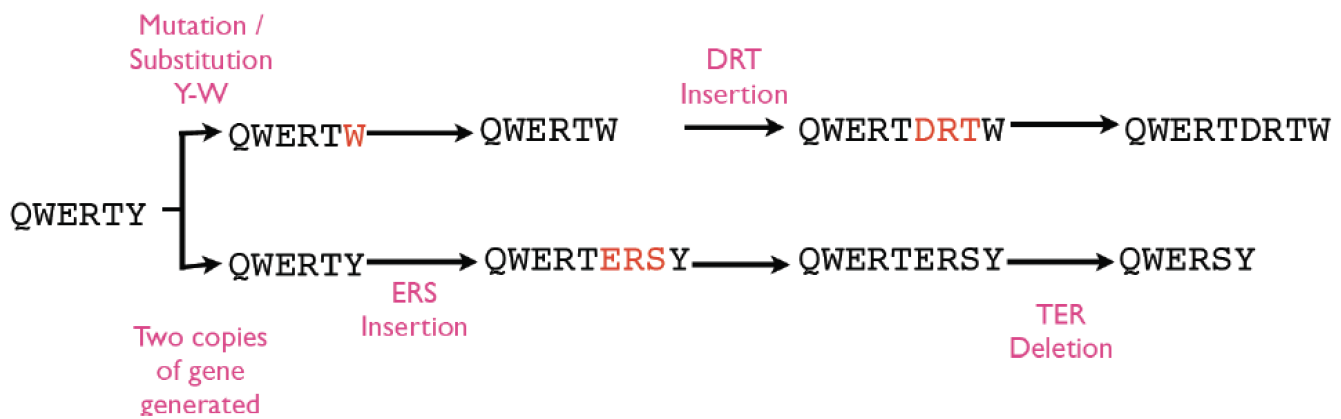 Mutation /
Substitution
Y-W
DRT
Insertion
QWERTW
QWERTW
QWERTDRTW
QWERTDRTW
QWERTY
QWERTY
QWERTERSY
QWERTERSY
QWERSY
ERS
Insertion
TER
Deletion
Two copies
of gene
generated